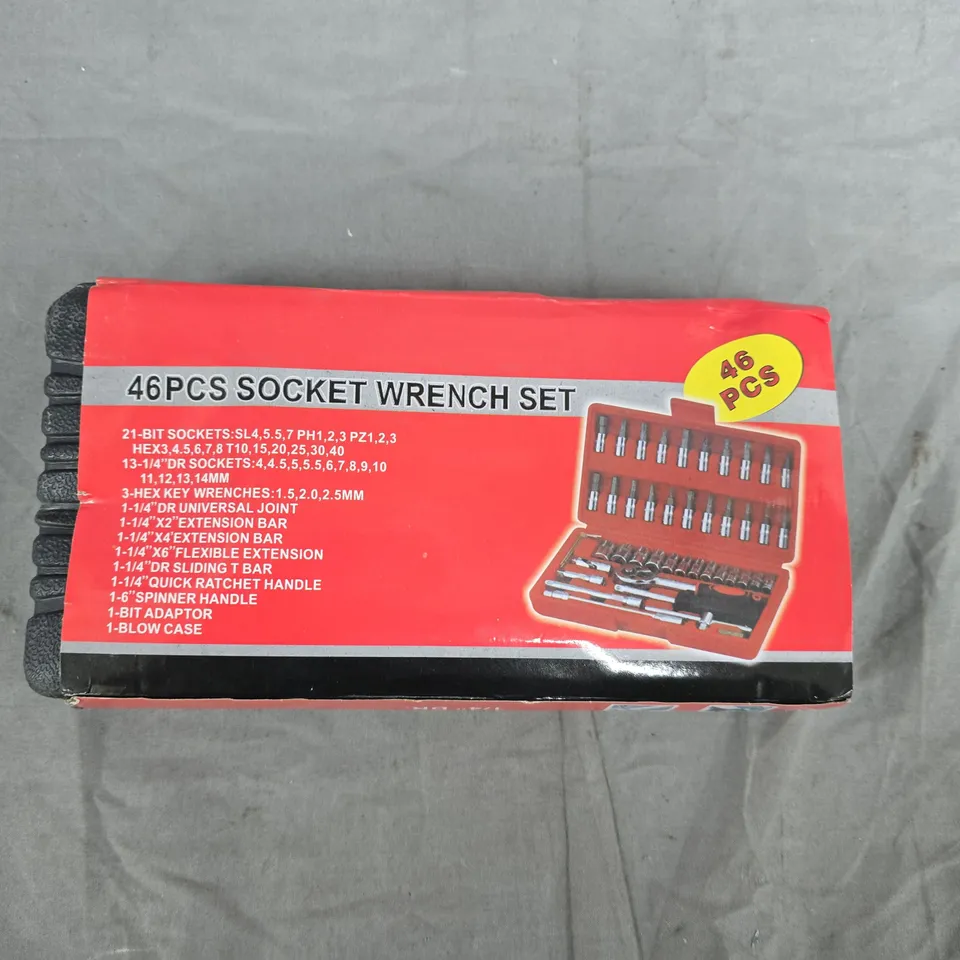 46
PCS
46PCS SOCKET WRENCH SET
21-BIT SOCKETS:SL4,5.5,7 PH1,2,3 PZ1,2,3
HEX3,4.5,6,7,8 T10,15,20,25,30,40
13-1/4"DR SOCKETS:4,4.5,5,5.5,6,7,8,9,10
11,12,13,14MM
3-HEX KEY WRENCHES:1.5,2.0,2.5MM
1-1/4"DR UNIVERSAL JOINT
1-1/4"X2"EXTENSION BAR
1-1/4"X4'EXTENSION BAR
1-1/4"X6"FLEXIBLE EXTENSION
1-1/4"DR SLIDING T BAR
1-1/4"QUICK RATCHET HANDLE
1-6"SPINNER HANDLE
1-BIT ADAPTOR
1-BLOW CASE